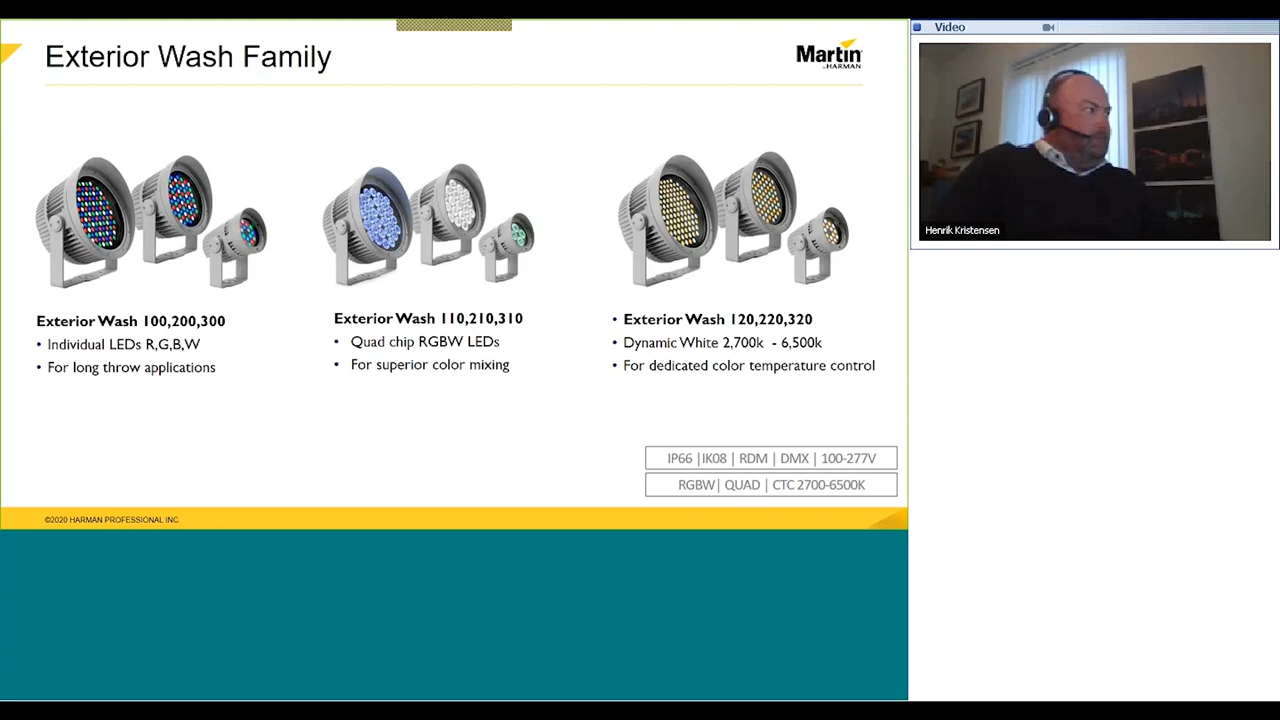 Exterior Wash Family
Martin
by HARMAN
Exterior Wash 100,200,300
• Individual LEDs R,G,B,W
• For long throw applications
Exterior Wash 110,210,310
• Quad chip RGBW LEDs
• For superior color mixing
• Exterior Wash 120,220,320
• Dynamic White 2,700k - 6,500k
• For dedicated color temperature control
IP66 |IK08 | RDM | DMX | 100-277V
RGBW| QUAD | CTC 2700-6500K
©2020 HARMAN PROFESSIONAL INC.
Video
Henrik Kristensen